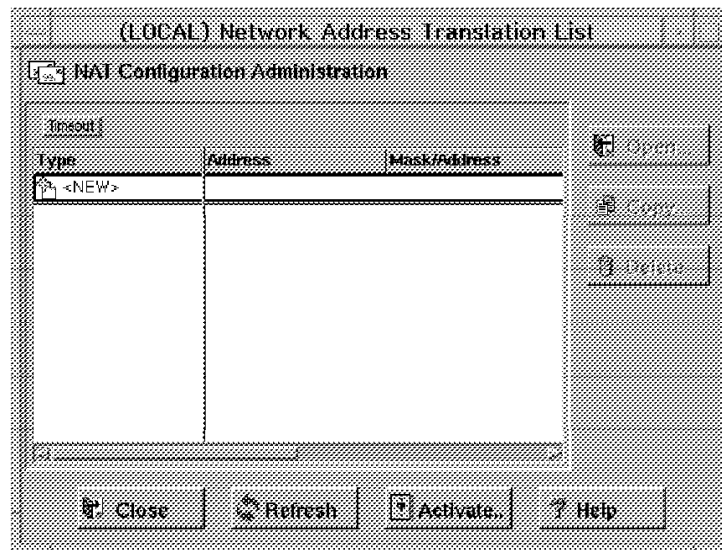 (LOCAL) Network Address Translation List
NAT Configuration Administration
Timeout
Type Address Mask/Address
<NEW>
Open...
Copy...
Delete...
Close Refresh Activate.. Help